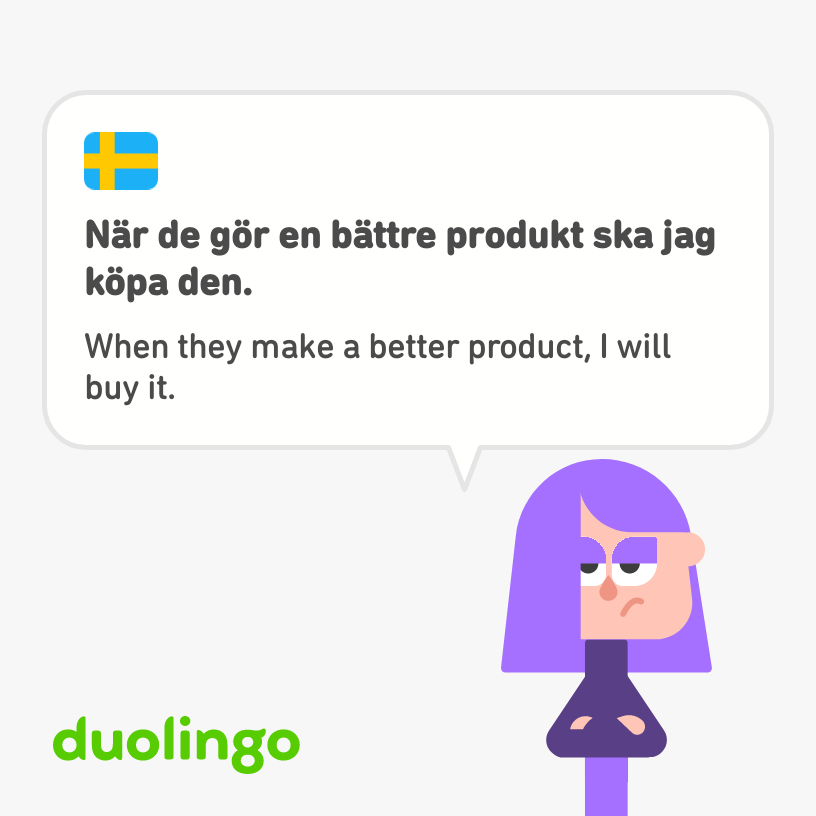 När de gör en bättre produkt ska jag
köpa den.
When they make a better product, I will
buy it.
duolingo